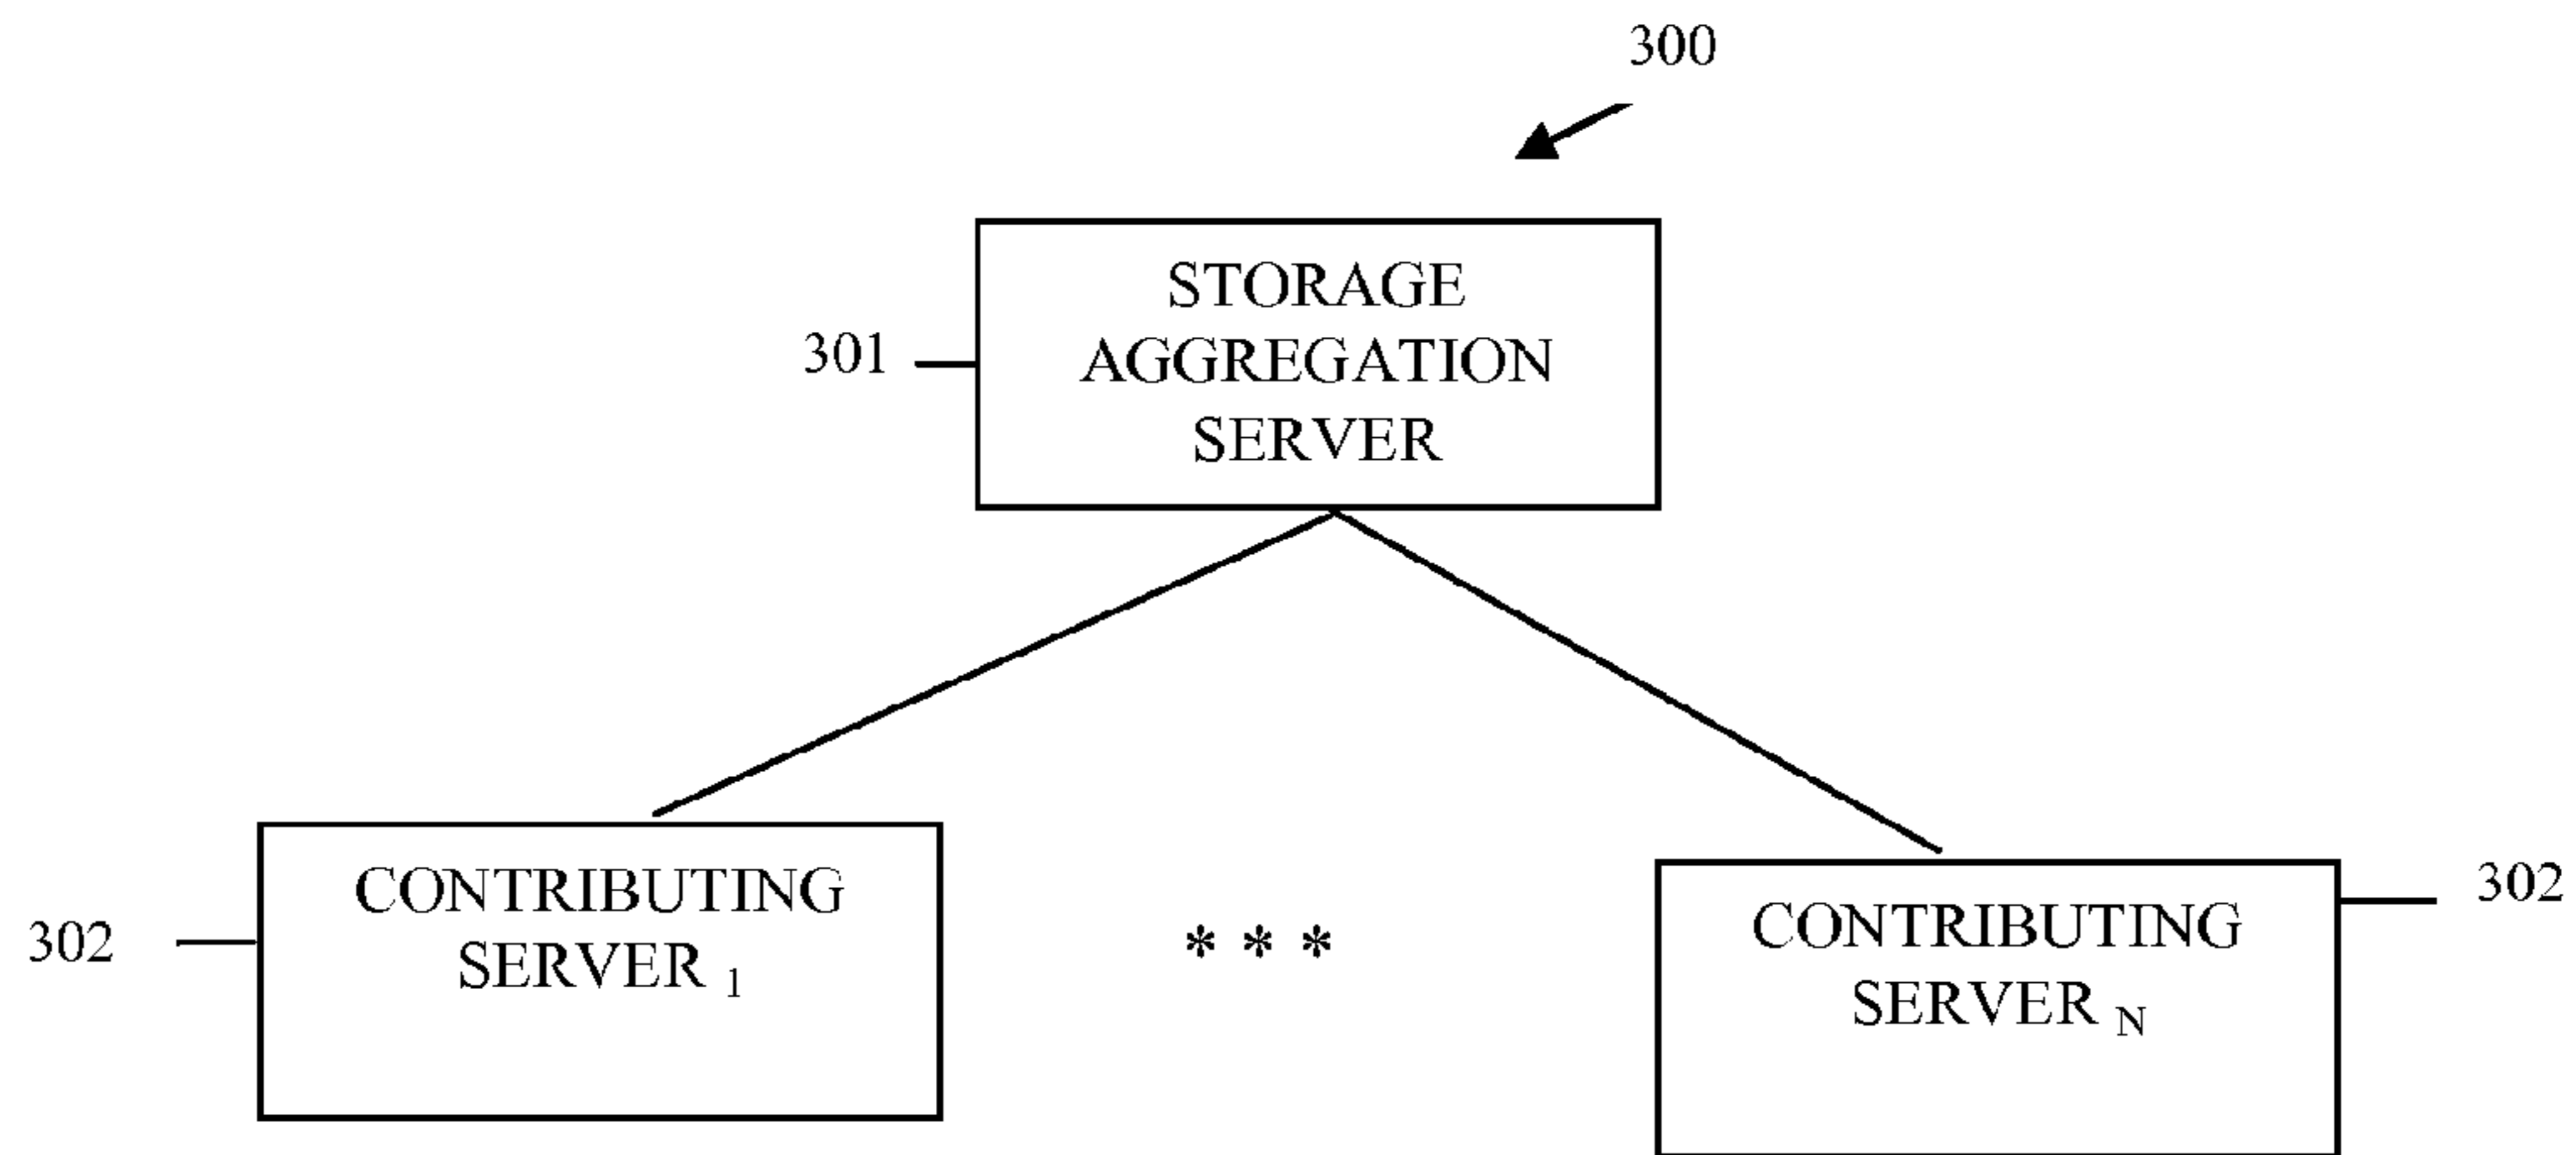 300
STORAGE
301
AGGREGATION
SERVER
CONTRIBUTING
SERVER 1
302
* * *
CONTRIBUTING
SERVER N
302